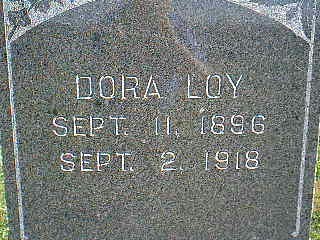 DORA LOY
SEPT. 11, 1896
SEPT. 2, 1918